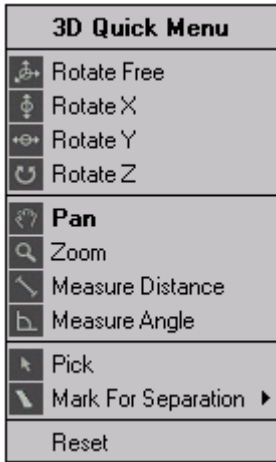 3D Quick Menu
Rotate Free
Rotate X
Rotate Y
Rotate Z
Pan
Zoom
Measure Distance
Measure Angle
Pick
Mark For Separation
Reset